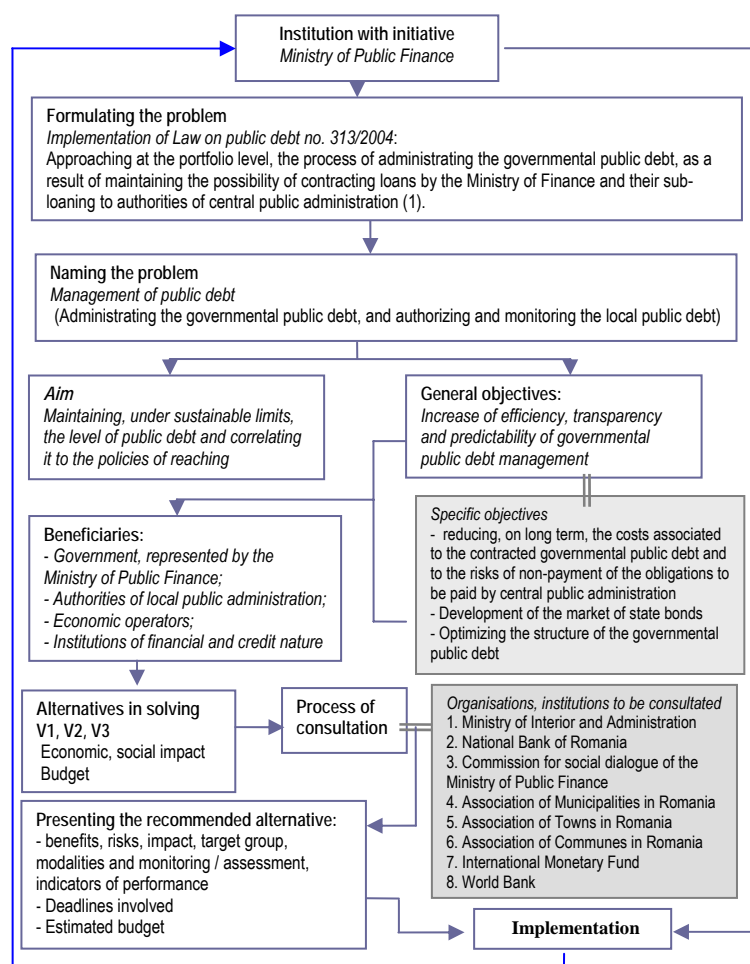 Institution with initiative
Ministry of Public Finance
Formulating the problem
Implementation of Law on public debt no. 313/2004:
Approaching at the portfolio level, the process of administrating the governmental public debt, as a
result of maintaining the possibility of contracting loans by the Ministry of Finance and their sub-
loaning to authorities of central public administration (1).
Naming the problem
Management of public debt
(Administrating the governmental public debt, and authorizing and monitoring the local public debt)
Aim
Maintaining, under sustainable limits,
the level of public debt and correlating
it to the policies of reaching
General objectives:
Increase of efficiency, transparency
and predictability of governmental
public debt management
Specific objectives
- reducing, on long term, the costs associated
to the contracted governmental public debt and
to the risks of non-payment of the obligations to
be paid by central public administration
- Development of the market of state bonds
- Optimizing the structure of the governmental
public debt
Beneficiaries:
- Government, represented by the
Ministry of Public Finance;
- Authorities of local public administration;
- Economic operators;
- Institutions of financial and credit nature
Alternatives in solving
V1, V2, V3
Economic, social impact
Budget
Process of
consultation
Organisations, institutions to be consultated
1. Ministry of Interior and Administration
2. National Bank of Romania
3. Commission for social dialogue of the
Ministry of Public Finance
4. Association of Municipalities in Romania
5. Association of Towns in Romania
6. Association of Communes in Romania
7. International Monetary Fund
8. World Bank
Presenting the recommended alternative:
- benefits, risks, impact, target group,
modalities and monitoring / assessment,
indicators of performance
- Deadlines involved
- Estimated budget
Implementation